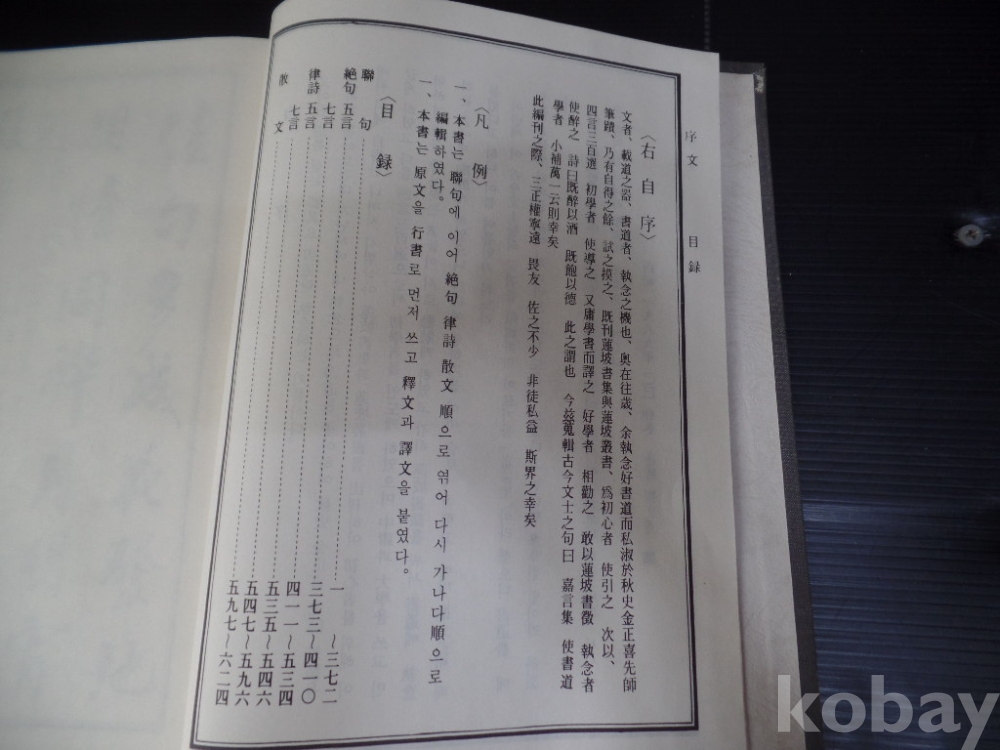 序文 目録
〈右自序〉
文者、載道之器、書道者、執念之機也、奥在往歲、余執念好書道而私淑於秋史金正喜先師
筆蹟、乃有自得之餘、試之摸之、既刊蓮坡書集與蓮坡叢書、爲初心者 使引之 次以、
四言三百選 初學者 使導之 又庸學書而譯之 好學者 相勸之 敢以蓮坡書徵 執念者
使醉之 詩曰既醉以酒 既飽以德 此之謂也 今玆蒐輯古今文士之句曰 嘉言集 使書道
學者 小補萬一云則幸矣
此編刊之際、三正權寧遠 畏友 佐之不少 非徒私益 斯界之幸矣
〈凡例〉
一、本書는 聯句에 이어 絶句 律詩 散文 順으로 엮어 다시 가나다順으로
編輯하였다。
一、本書는 原文을 行書로 먼저 쓰고 釋文과 譯文을 붙였다。
〈目錄〉
聯句 一~三七二
絶句 五言 三七三~四一〇
七言 四一一~五三四
律詩 五言 五三五~五四六
七言 五四七~五九六
散文 五九七~六二四
kobay